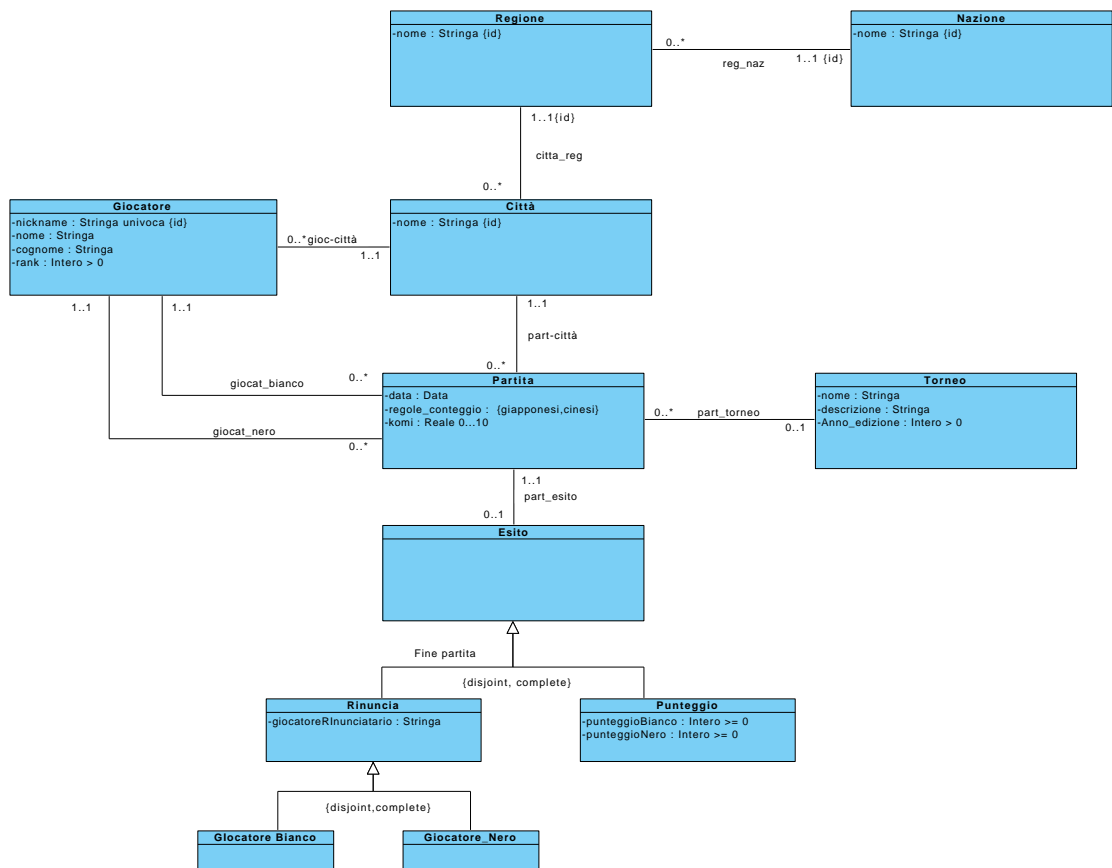 Regione
-nome : Stringa {id}
Nazione
-nome : Stringa {id}
0..*
reg_naz
1..1 {id}
1..1{id}
citta_reg
0..*
Giocatore
-nickname : Stringa univoca {id}
-nome : Stringa
-cognome : Stringa
-rank : Intero > 0
Città
-nome : Stringa {id}
0..*gioc-città
1..1
1..1
1..1
1..1
part-città
0..*
giocat_bianco
0..*
giocat_nero
0..*
Partita
-data : Data
-regole_conteggio : {giapponesi,cinesi}
-komi : Reale 0...10
0..*
part_torneo
0..1
Torneo
-nome : Stringa
-descrizione : Stringa
-Anno_edizione : Intero > 0
1..1
part_esito
0..1
Esito
Fine partita
{disjoint, complete}
Rinuncia
-giocatoreRInunciatario : Stringa
Punteggio
-punteggioBianco : Intero >= 0
-punteggioNero : Intero >= 0
{disjoint,complete}
GIocatore Bianco
Giocatore_Nero